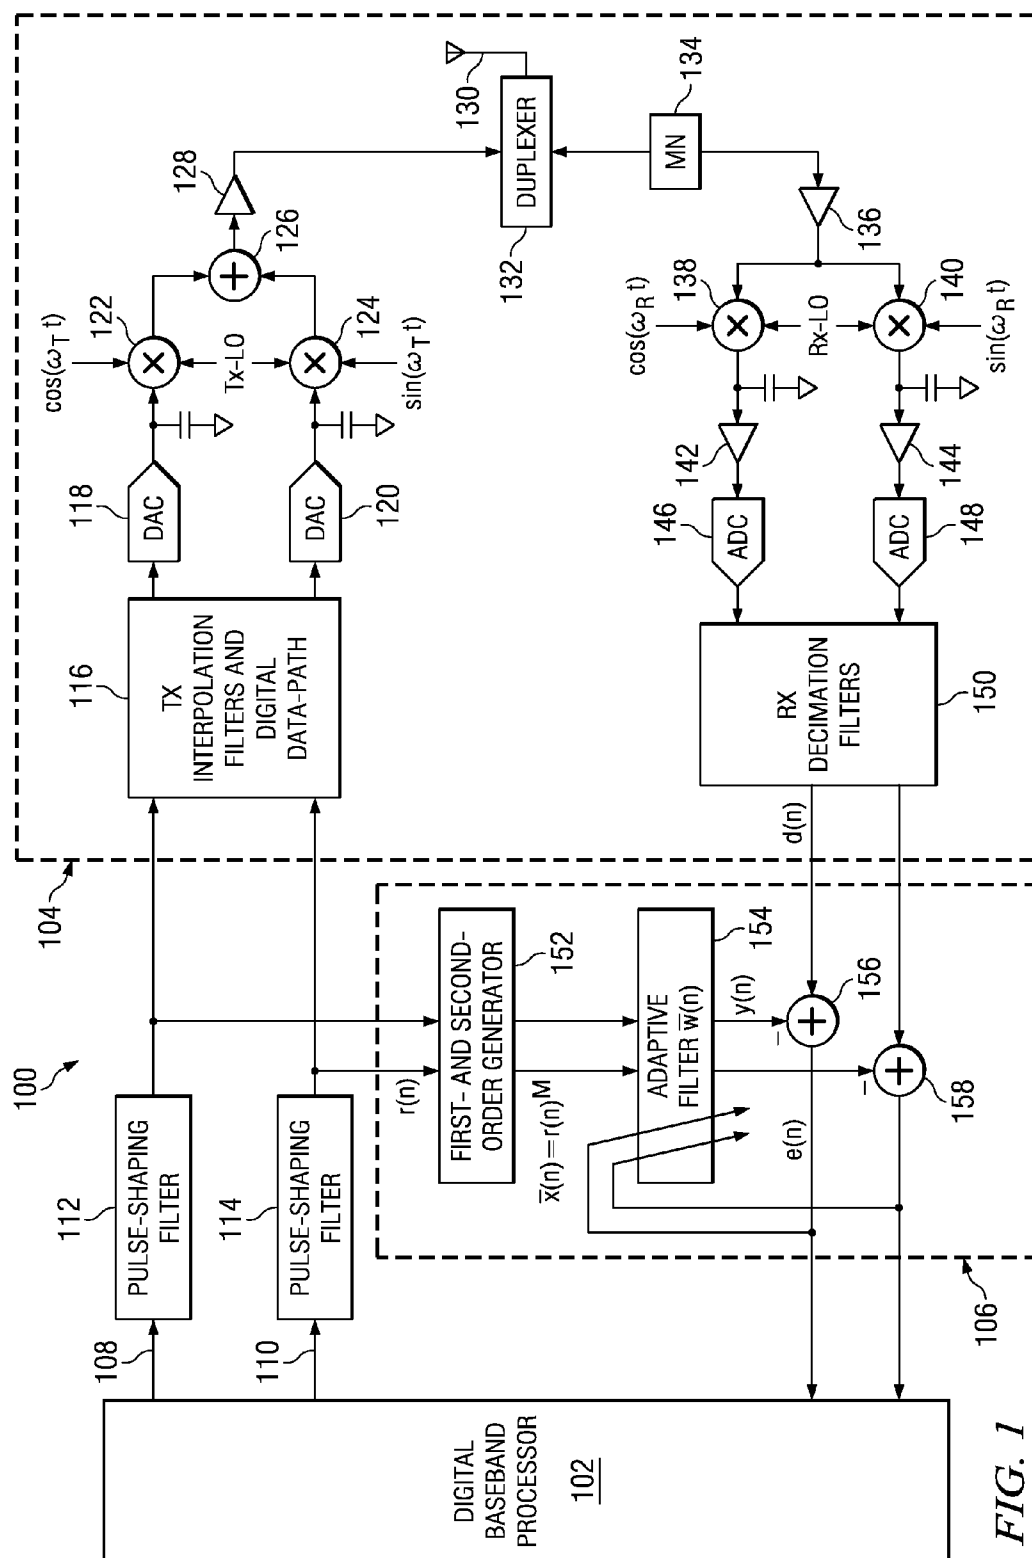 100
DIGITAL
BASEBAND
PROCESSOR
102
108
110
112
PULSE-SHAPING
FILTER
114
PULSE-SHAPING
FILTER
104
116
TX
INTERPOLATION
FILTERS AND
DIGITAL
DATA-PATH
118
DAC
DAC
120
cos(ω_T t)
122
Tx-LO
124
sin(ω_T t)
126
128
130
DUPLEXER
132
134
MN
136
cos(ω_R t)
138
Rx-LO
140
sin(ω_R t)
142
144
146
ADC
ADC
148
RX
DECIMATION
FILTERS
150
d(n)
r(n)
FIRST- AND SECOND-
ORDER GENERATOR
152
x̄(n)=r(n)^M
ADAPTIVE
FILTER w̄(n)
154
y(n)
−
156
e(n)
−
158
106
FIG. 1